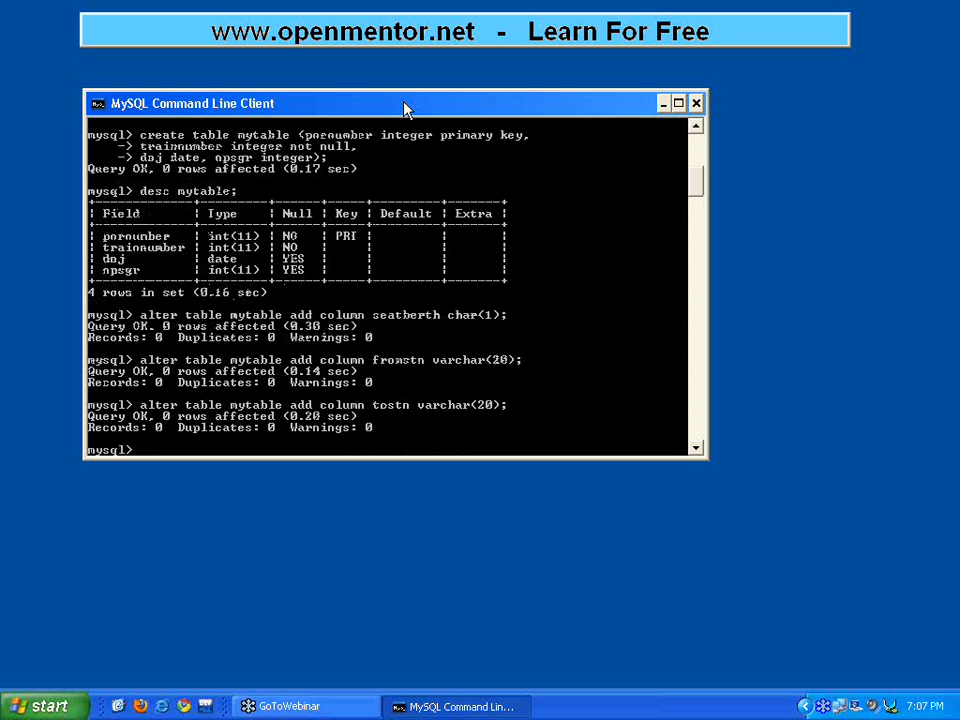 www.openmentor.net - Learn For Free
MySQL Command Line Client
mysql> create table mytable (pnrnumber integer primary key,
-> trainnumber integer not null,
-> doj date, npsgr integer);
Query OK, 0 rows affected (0.17 sec)
mysql> desc mytable;
+-------------+---------+------+-----+---------+-------+
| Field | Type | Null | Key | Default | Extra |
+-------------+---------+------+-----+---------+-------+
| pnrnumber | int(11) | NO | PRI | | |
| trainnumber | int(11) | NO | | | |
| doj | date | YES | | | |
| npsgr | int(11) | YES | | | |
+-------------+---------+------+-----+---------+-------+
4 rows in set (0.16 sec)
mysql> alter table mytable add column seatberth char(1);
Query OK, 0 rows affected (0.30 sec)
Records: 0 Duplicates: 0 Warnings: 0
mysql> alter table mytable add column fromstn varchar(20);
Query OK, 0 rows affected (0.14 sec)
Records: 0 Duplicates: 0 Warnings: 0
mysql> alter table mytable add column tostn varchar(20);
Query OK, 0 rows affected (0.20 sec)
Records: 0 Duplicates: 0 Warnings: 0
mysql>
start
GoToWebinar
MySQL Command Lin...
7:07 PM